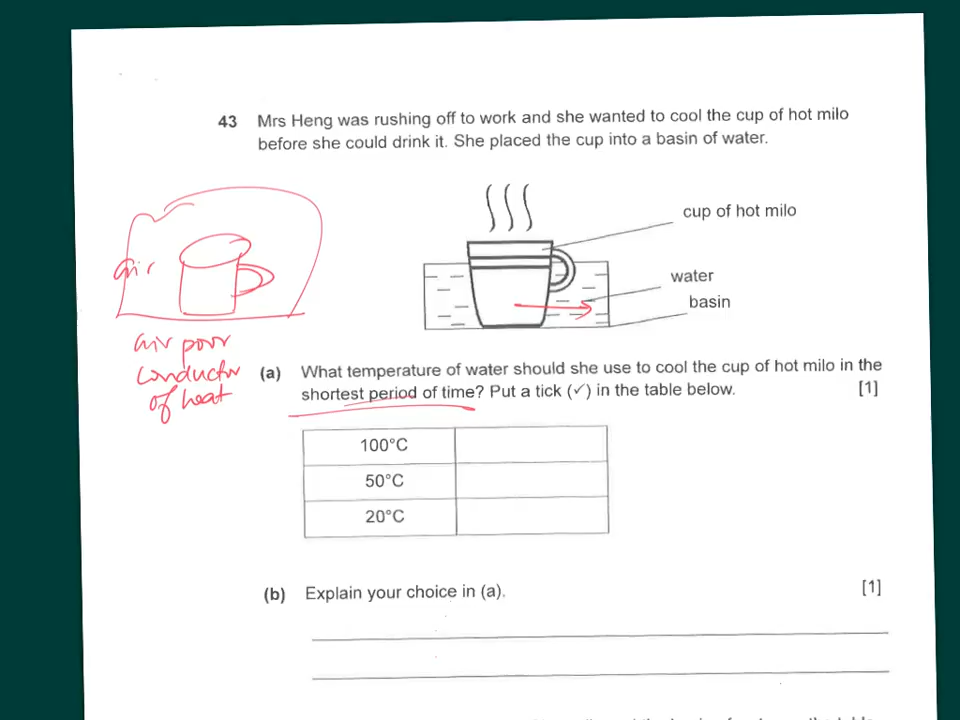 43 Mrs Heng was rushing off to work and she wanted to cool the cup of hot milo
before she could drink it. She placed the cup into a basin of water.
cup of hot milo
water
basin
air
air poor
conductor
of heat
(a) What temperature of water should she use to cool the cup of hot milo in the
shortest period of time? Put a tick (✓) in the table below. [1]
100°C
50°C
20°C
(b) Explain your choice in (a). [1]